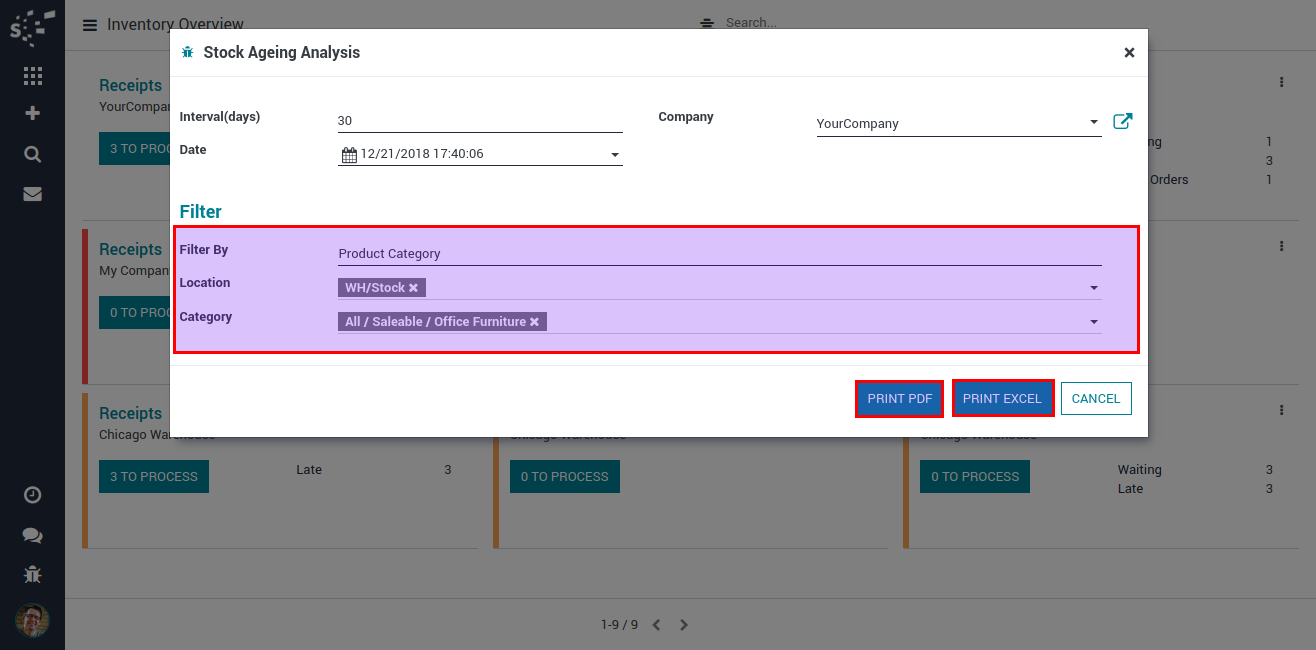 Inventory Overview
Search...
Stock Ageing Analysis
Receipts
YourCompan
3 TO PROC
Interval(days)
30
Company
YourCompany
Date
12/21/2018 17:40:06
1
3
Orders 1
Filter
Filter By
Product Category
Location
WH/Stock
Category
All / Saleable / Office Furniture
Receipts
My Compan
0 TO PROC
PRINT PDF
PRINT EXCEL
CANCEL
Receipts
Chicago Warehouse
Chicago Warehouse
Chicago Warehouse
3 TO PROCESS
Late 3
0 TO PROCESS
0 TO PROCESS
Waiting 3
Late 3
1-9 / 9